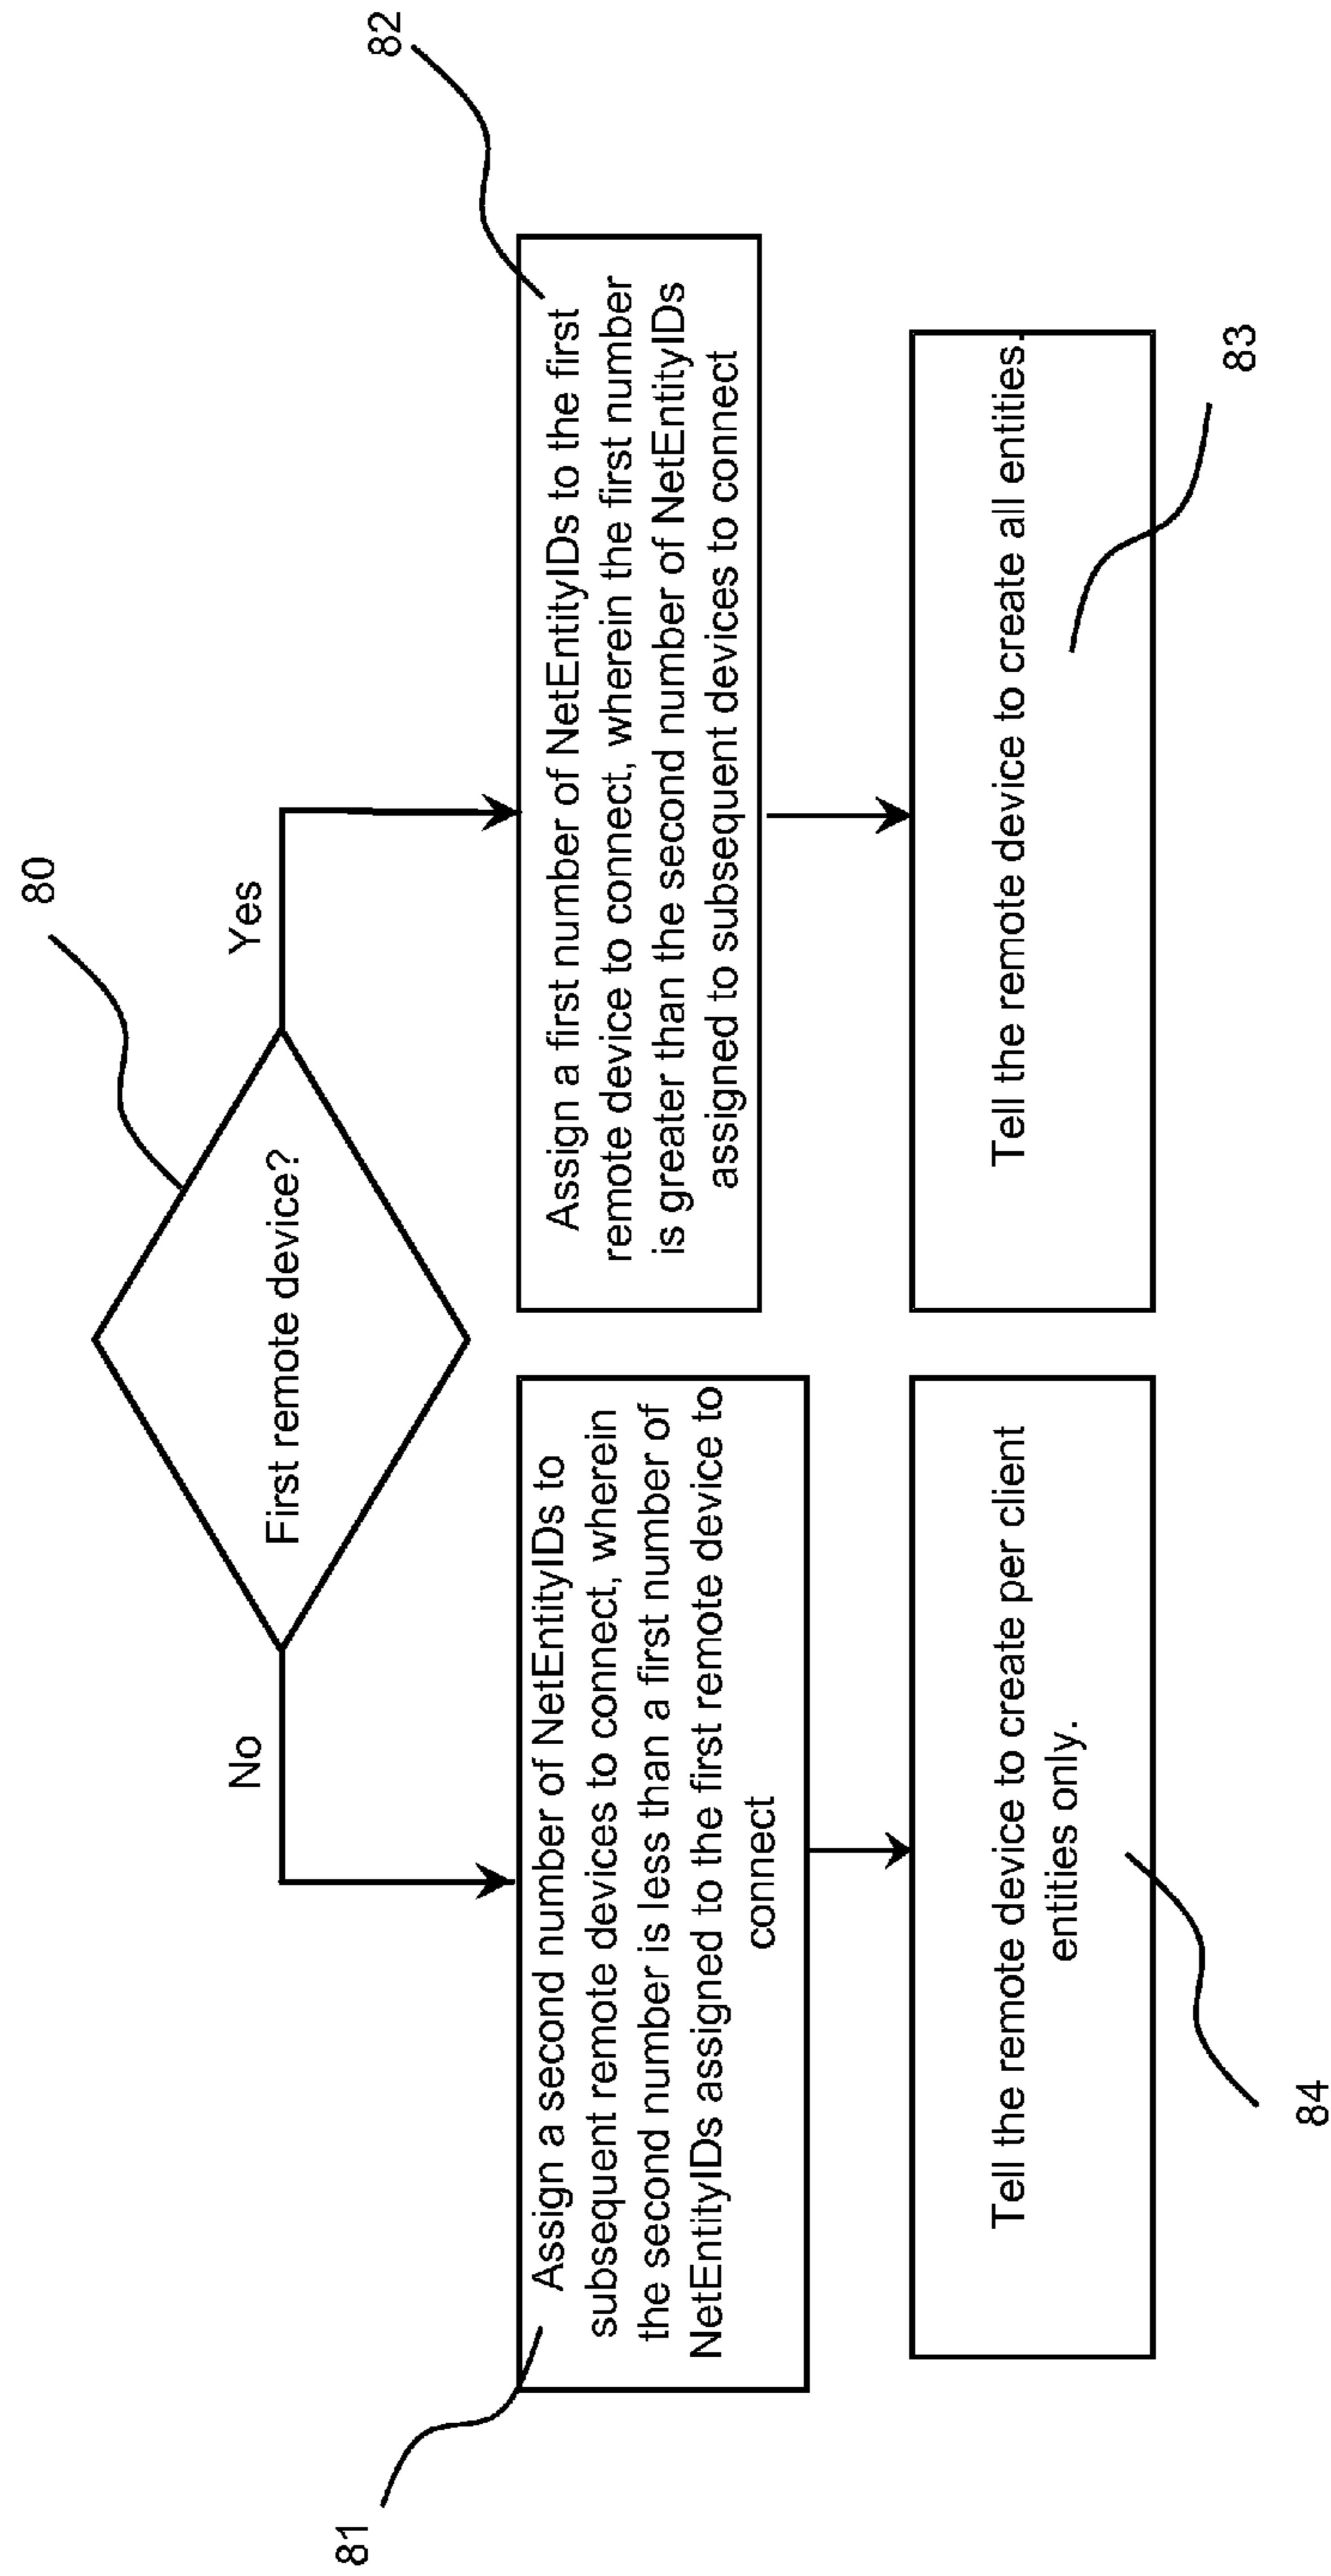 80
First remote device?
No
Yes
81
Assign a second number of NetEntityIDs to
subsequent remote devices to connect, wherein
the second number is less than a first number of
NetEntityIDs assigned to the first remote device to
connect
82
Assign a first number of NetEntityIDs to the first
remote device to connect, wherein the first number
is greater than the second number of NetEntityIDs
assigned to subsequent devices to connect
Tell the remote device to create per client
entities only.
84
Tell the remote device to create all entities.
83